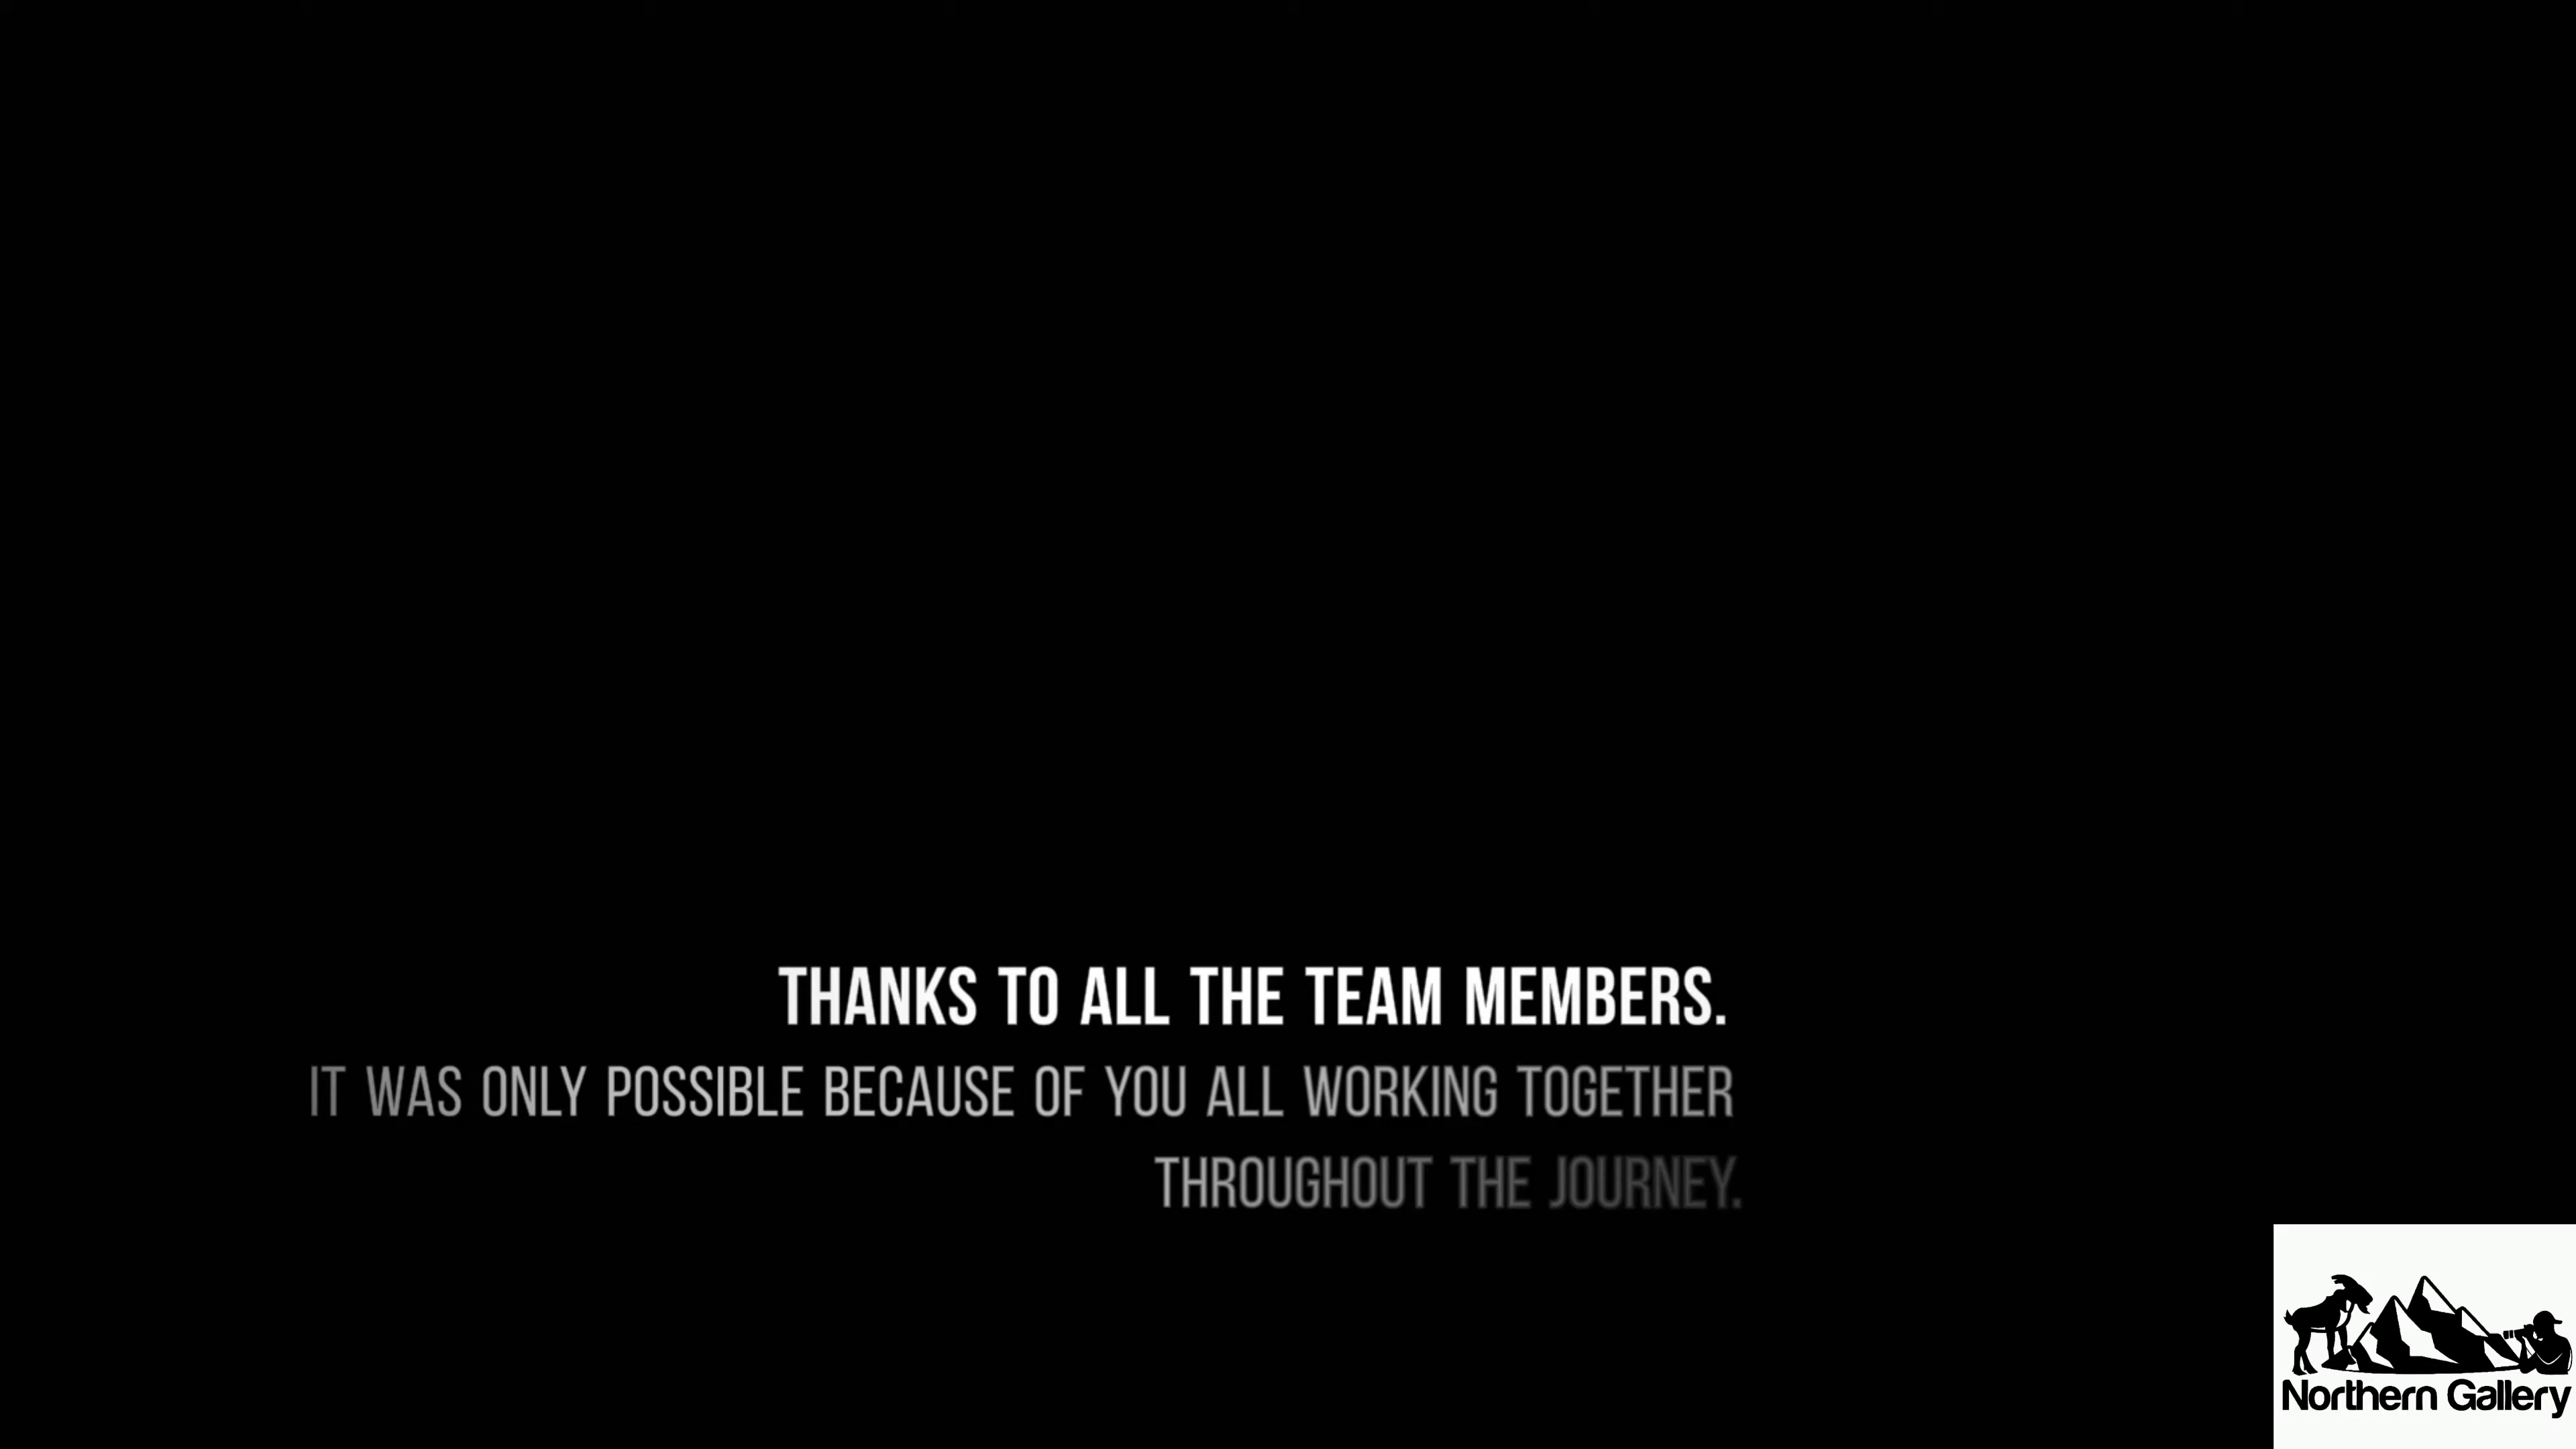 THANKS TO ALL THE TEAM MEMBERS.
IT WAS ONLY POSSIBLE BECAUSE OF YOU ALL WORKING TOGETHER
THROUGHOUT THE JOURNEY.
Northern Gallery